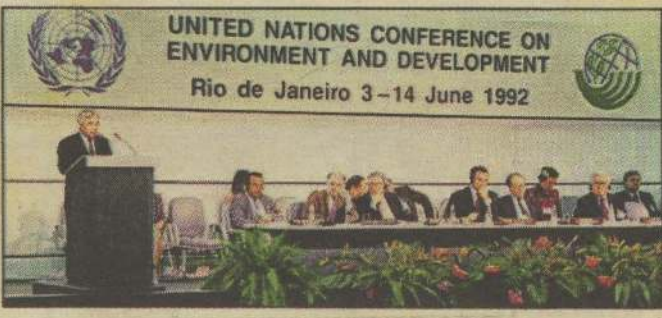 UNITED NATIONS CONFERENCE ON
ENVIRONMENT AND DEVELOPMENT
Rio de Janeiro 3–14 June 1992